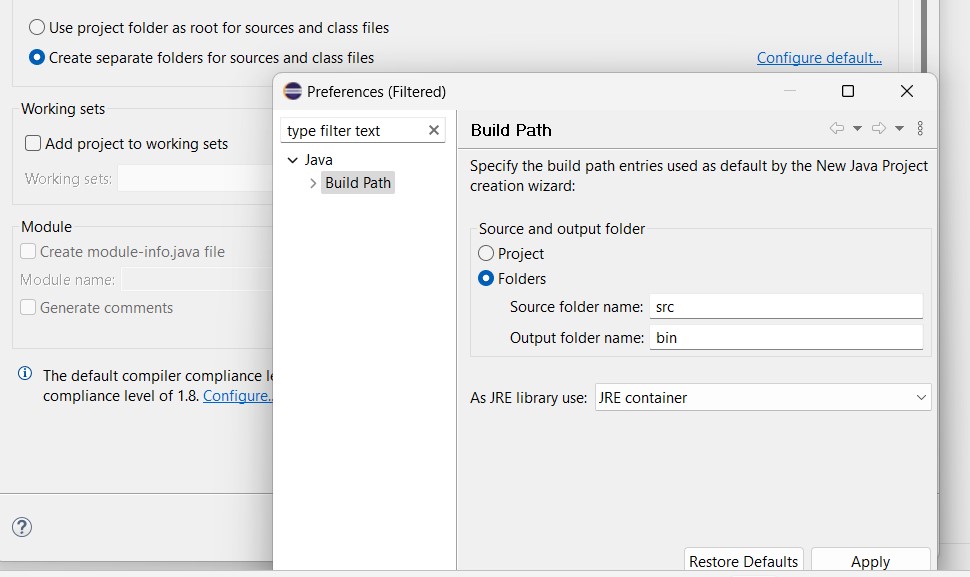 Use project folder as root for sources and class files
Create separate folders for sources and class files
Configure default...
Working sets
Add project to working sets
Working sets:
Module
Create module-info.java file
Module name:
Generate comments
The default compiler compliance le
compliance level of 1.8. Configure..
Preferences (Filtered)
type filter text
Java
Build Path
Build Path
Specify the build path entries used as default by the New Java Project
creation wizard:
Source and output folder
Project
Folders
Source folder name: src
Output folder name: bin
As JRE library use: JRE container
Restore Defaults Apply